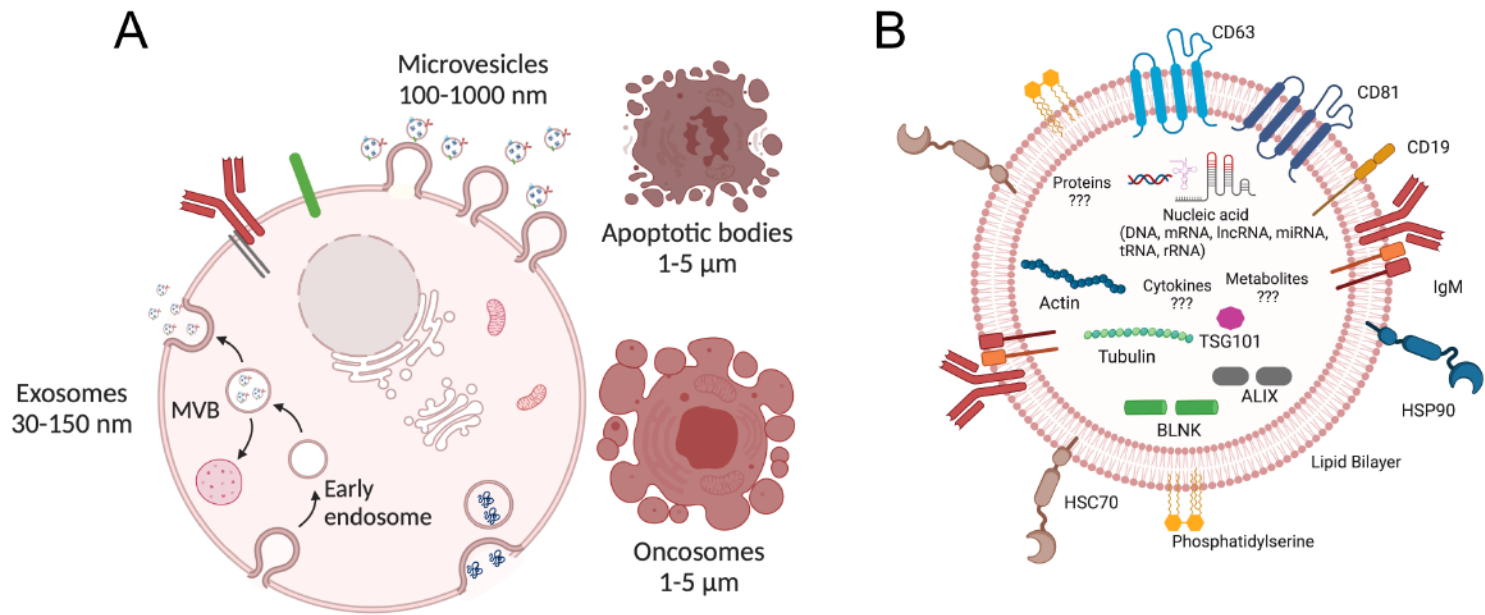 A
Microvesicles
100-1000 nm
Apoptotic bodies
1-5 µm
Exosomes
30-150 nm
MVB
Early
endosome
Oncosomes
1-5 µm
B
CD63
CD81
CD19
Proteins
???
Nucleic acid
(DNA, mRNA, lncRNA, miRNA,
tRNA, rRNA)
Actin
Cytokines
???
Metabolites
???
IgM
Tubulin
TSG101
ALIX
HSP90
BLNK
Lipid Bilayer
HSC70
Phosphatidylserine